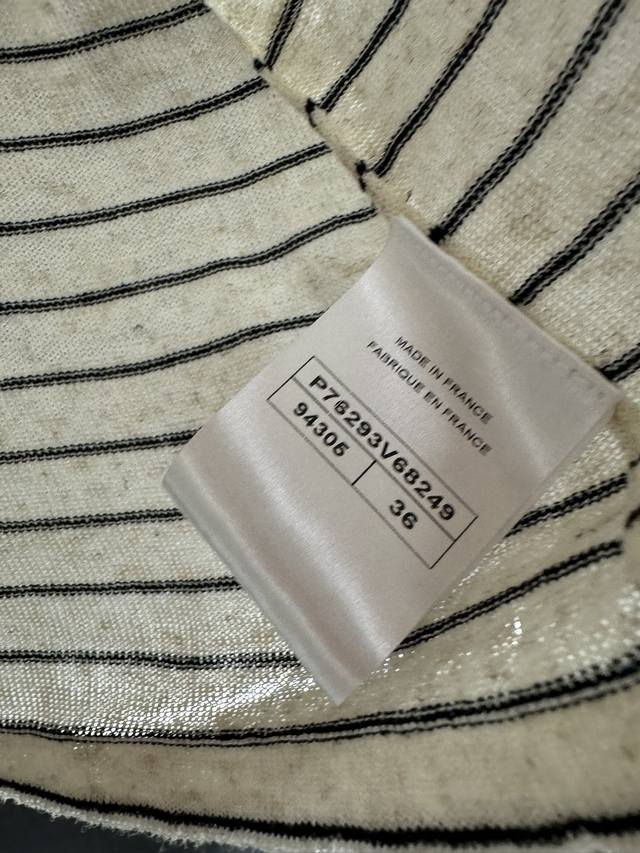 MADE IN FRANCE
FABRIQUE EN FRANCE
P76293V68249
94305 36